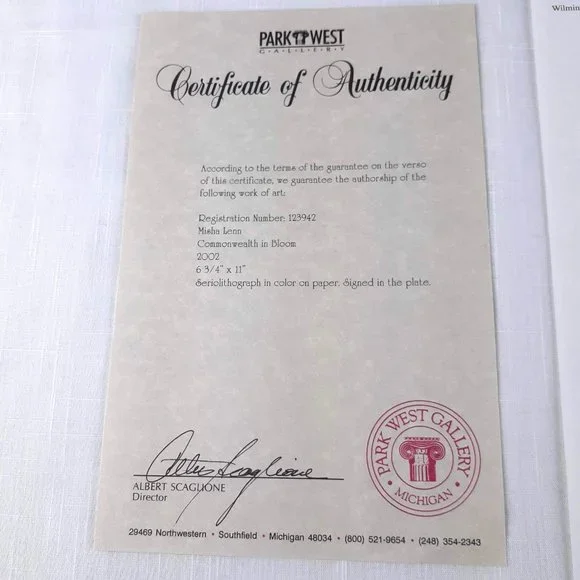 Wilmin
PARK WEST
G·A·L·L·E·R·Y
Certificate of Authenticity
According to the terms of the guarantee on the verso
of this certificate, we guarantee the authorship of the
following work of art:
Registration Number: 123942
Misha Lenn
Commonwealth in Bloom
2002
6 3/4" x 11"
Seriolithograph in color on paper. Signed in the plate.
Albert Scaglione
ALBERT SCAGLIONE
Director
PARK WEST GALLERY
• MICHIGAN •
29469 Northwestern • Southfield • Michigan 48034 • (800) 521-9654 • (248) 354-2343